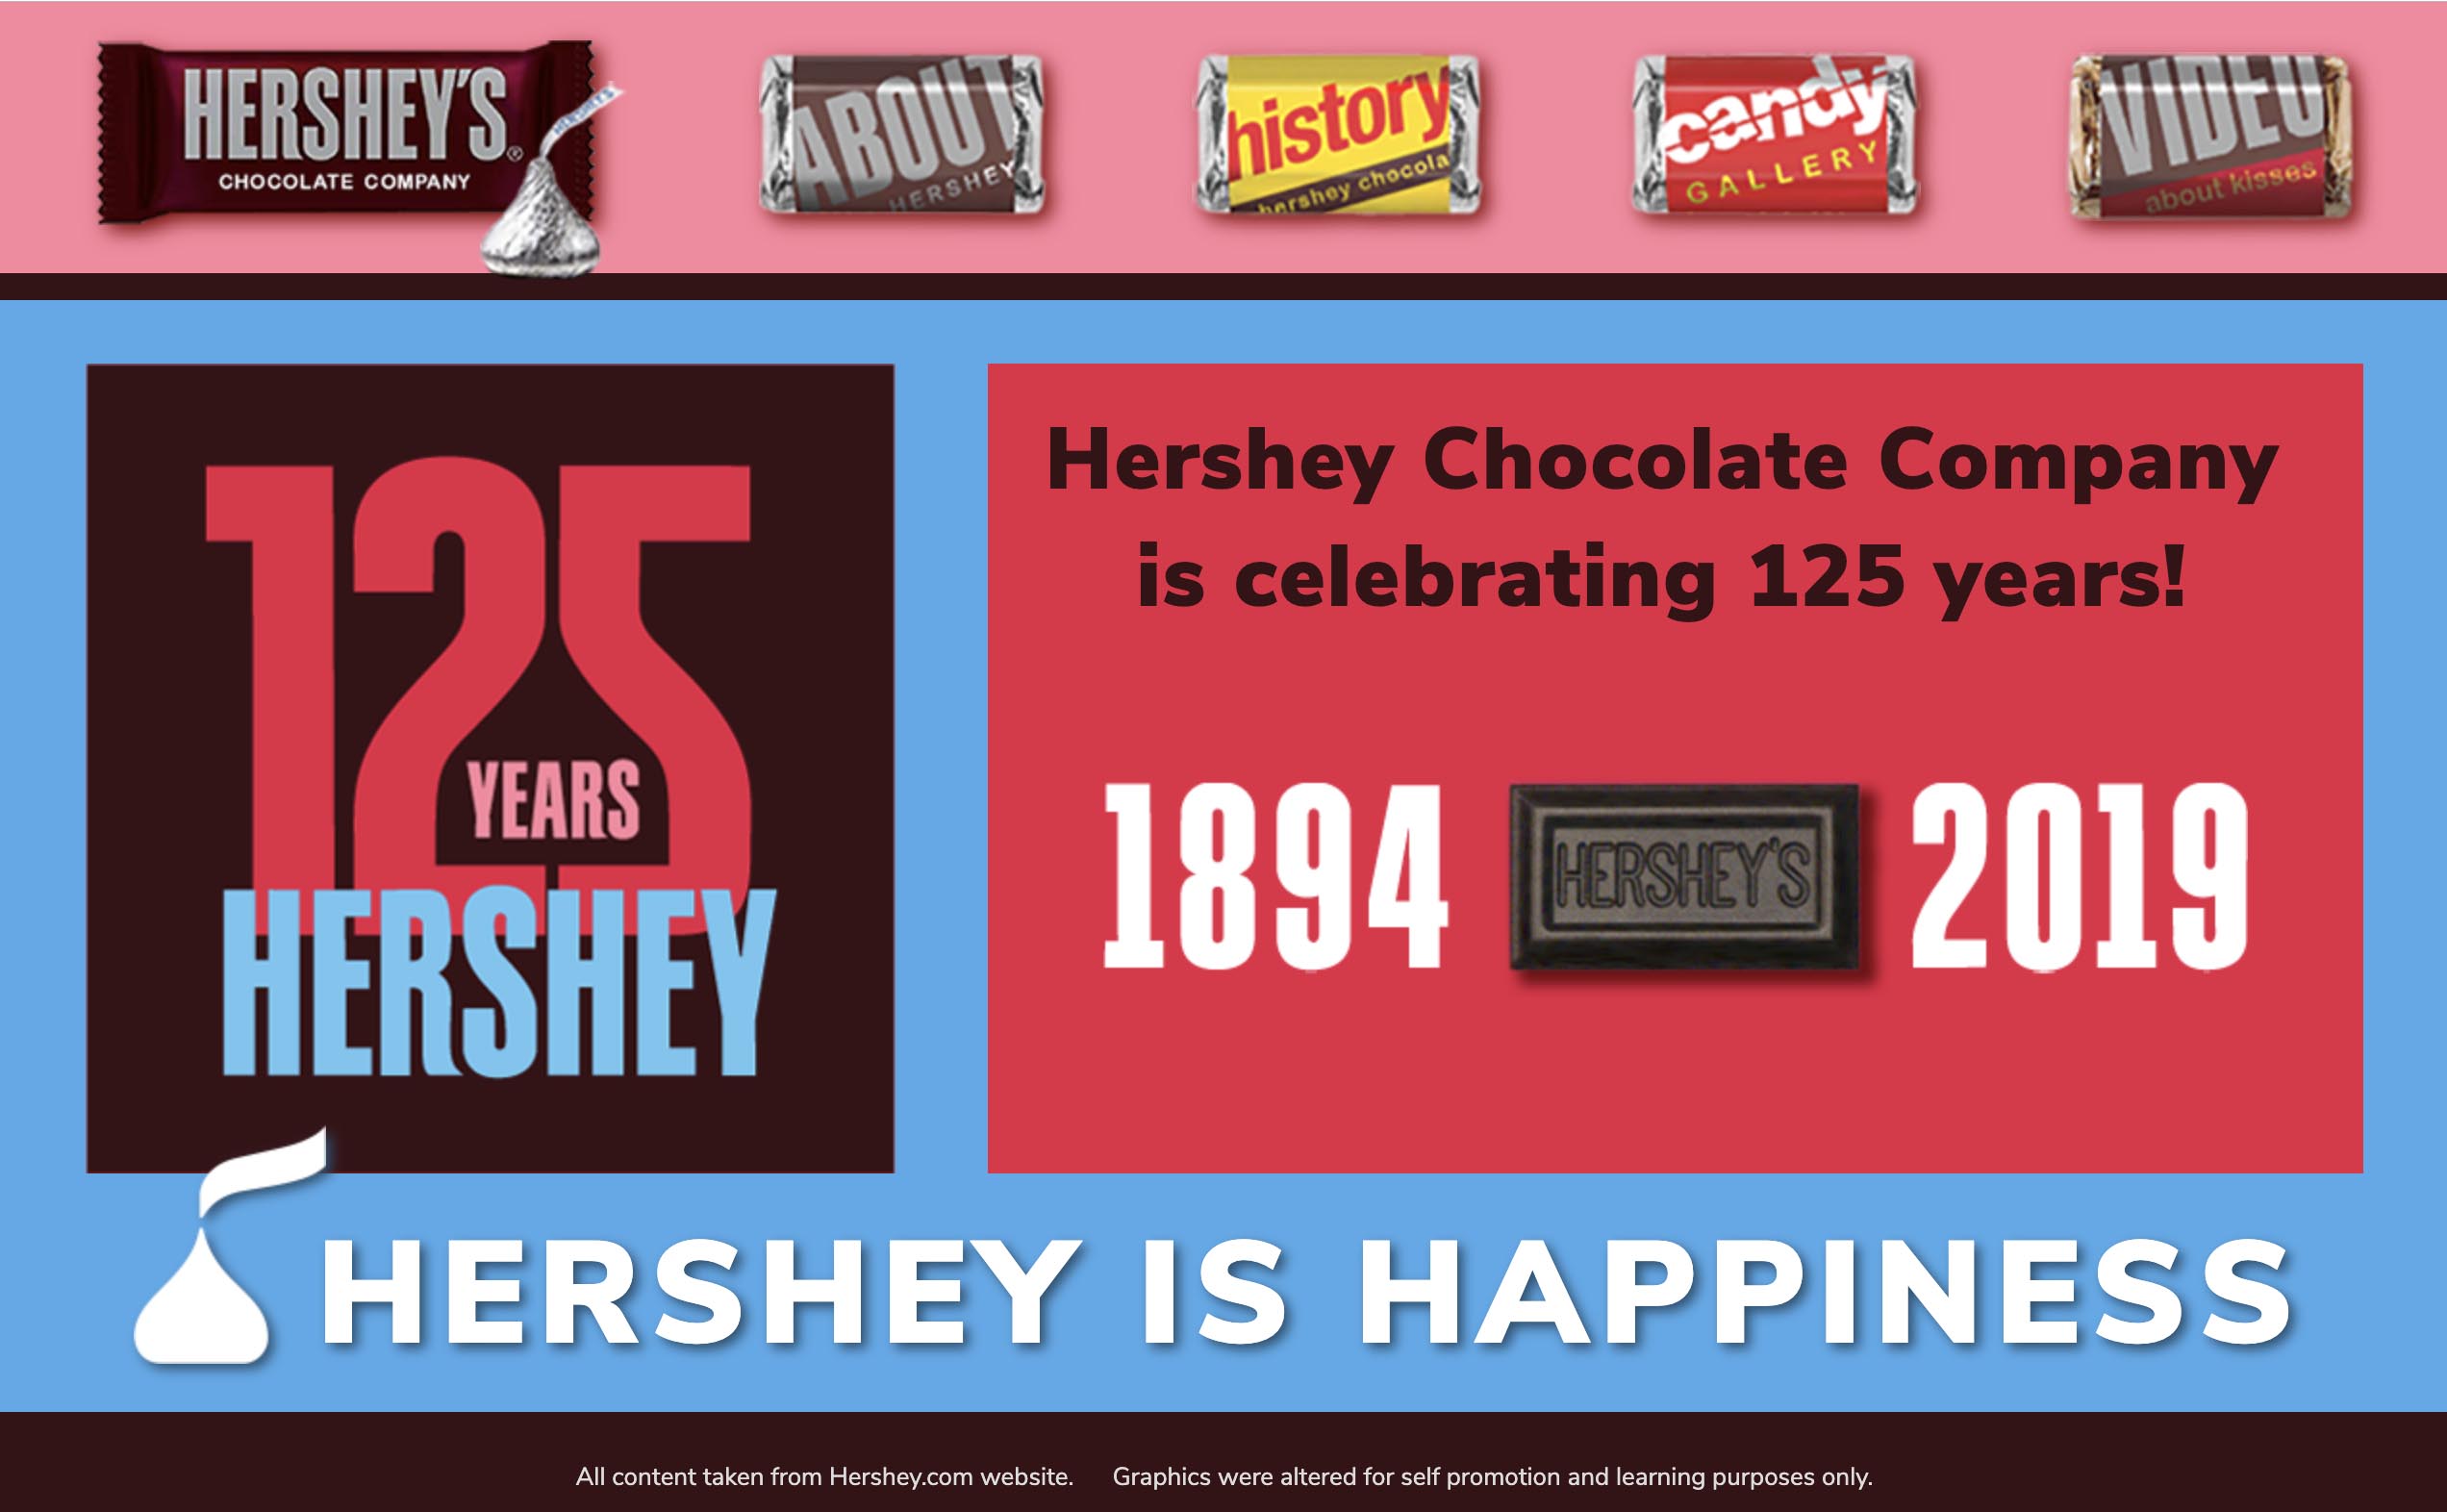 HERSHEY'S®
CHOCOLATE COMPANY
HERSHEY'S
ABOUT
HERSHEY
history
hershey chocola
candy
GALLERY
VIDEO
about kisses
125
YEARS
HERSHEY
Hershey Chocolate Company
is celebrating 125 years!
1894 HERSHEY'S 2019
HERSHEY IS HAPPINESS
All content taken from Hershey.com website. Graphics were altered for self promotion and learning purposes only.